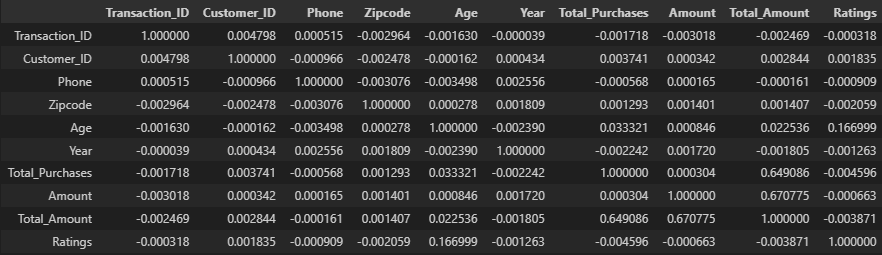 Transaction_ID Customer_ID Phone Zipcode Age Year Total_Purchases Amount Total_Amount Ratings
Transaction_ID 1.000000 0.004798 0.000515 -0.002964 -0.001630 -0.000039 -0.001718 -0.003018 -0.002469 -0.000318
Customer_ID 0.004798 1.000000 -0.000966 -0.002478 -0.000162 0.000434 0.003741 0.000342 0.002844 0.001835
Phone 0.000515 -0.000966 1.000000 -0.003076 -0.003498 0.002556 -0.000568 0.000165 -0.000161 -0.000909
Zipcode -0.002964 -0.002478 -0.003076 1.000000 0.000278 0.001809 0.001293 0.001401 0.001407 -0.002059
Age -0.001630 -0.000162 -0.003498 0.000278 1.000000 -0.002390 0.033321 0.000846 0.022536 0.166999
Year -0.000039 0.000434 0.002556 0.001809 -0.002390 1.000000 -0.002242 0.001720 -0.001805 -0.001263
Total_Purchases -0.001718 0.003741 -0.000568 0.001293 0.033321 -0.002242 1.000000 0.000304 0.649086 -0.004596
Amount -0.003018 0.000342 0.000165 0.001401 0.000846 0.001720 0.000304 1.000000 0.670775 -0.000663
Total_Amount -0.002469 0.002844 -0.000161 0.001407 0.022536 -0.001805 0.649086 0.670775 1.000000 -0.003871
Ratings -0.000318 0.001835 -0.000909 -0.002059 0.166999 -0.001263 -0.004596 -0.000663 -0.003871 1.000000